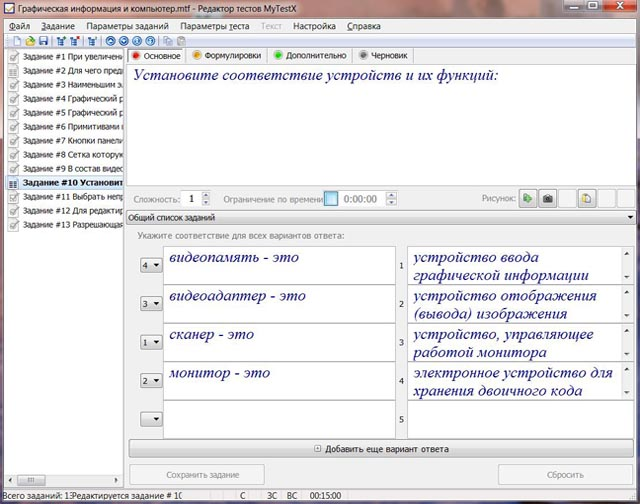 Графическая информация и компьютер.mtf - Редактор тестов MyTestX
Файл Задание Параметры заданий Параметры теста Текст Настройка Справка
Задание #1 При увеличени
Задание #2 Для чего пред
Задание #3 Наименьшим э
Задание #4 Графический р
Задание #5 Графический р
Задание #6 Примитивами
Задание #7 Кнопки панели
Задание #8 Сетка которую
Задание #9 В состав видео
Задание #10 Установит
Задание #11 Выбрать непр
Задание #12 Для редактир
Задание #13 Разрешающая
Основное Формулировки Дополнительно Черновик
Установите соответствие устройств и их функций:
Сложность: 1 Ограничение по времени 0:00:00 Рисунок:
Общий список заданий
Укажите соответствие для всех вариантов ответа:
4 видеопамять - это
1 устройство ввода
графической информации
3 видеоадаптер - это
2 устройство отображения
(вывода) изображения
1 сканер - это
3 устройство, управляющее
работой монитора
2 монитор - это
4 электронное устройство для
хранения двоичного кода
5
Добавить еще вариант ответа
Сохранить задание Сбросить
Всего заданий: 13 Редактируется задание # 10 С ЗС ВС 00:15:00